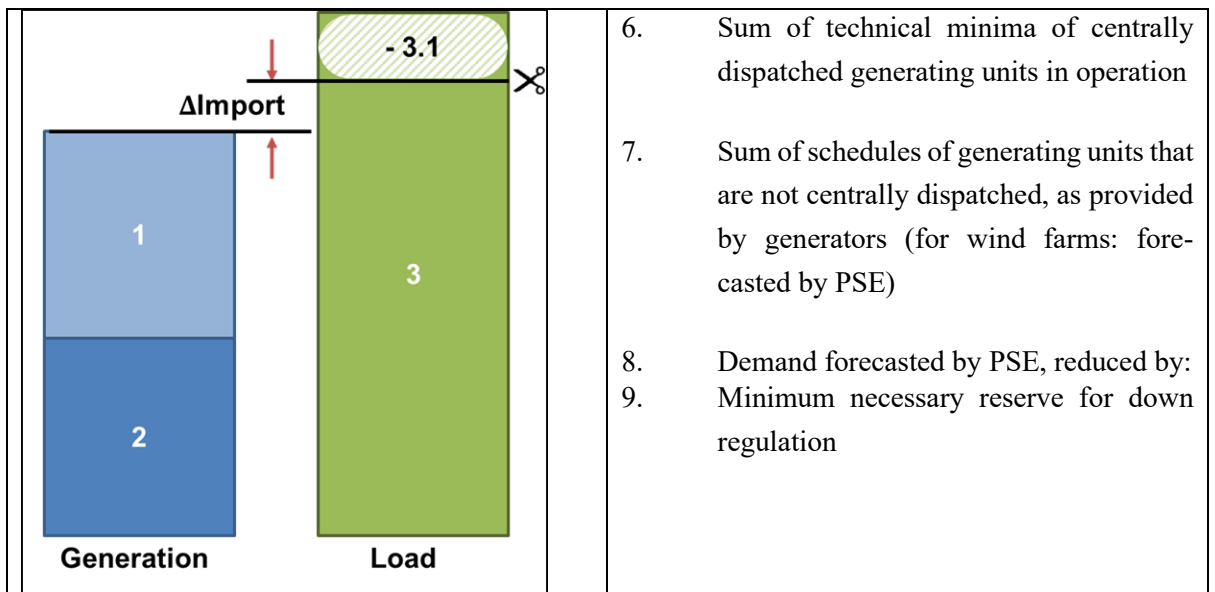 - 3.1
ΔImport
1
3
2
Generation
Load
6. Sum of technical minima of centrally
dispatched generating units in operation
7. Sum of schedules of generating units that
are not centrally dispatched, as provided
by generators (for wind farms: fore-
casted by PSE)
8. Demand forecasted by PSE, reduced by:
9. Minimum necessary reserve for down
regulation